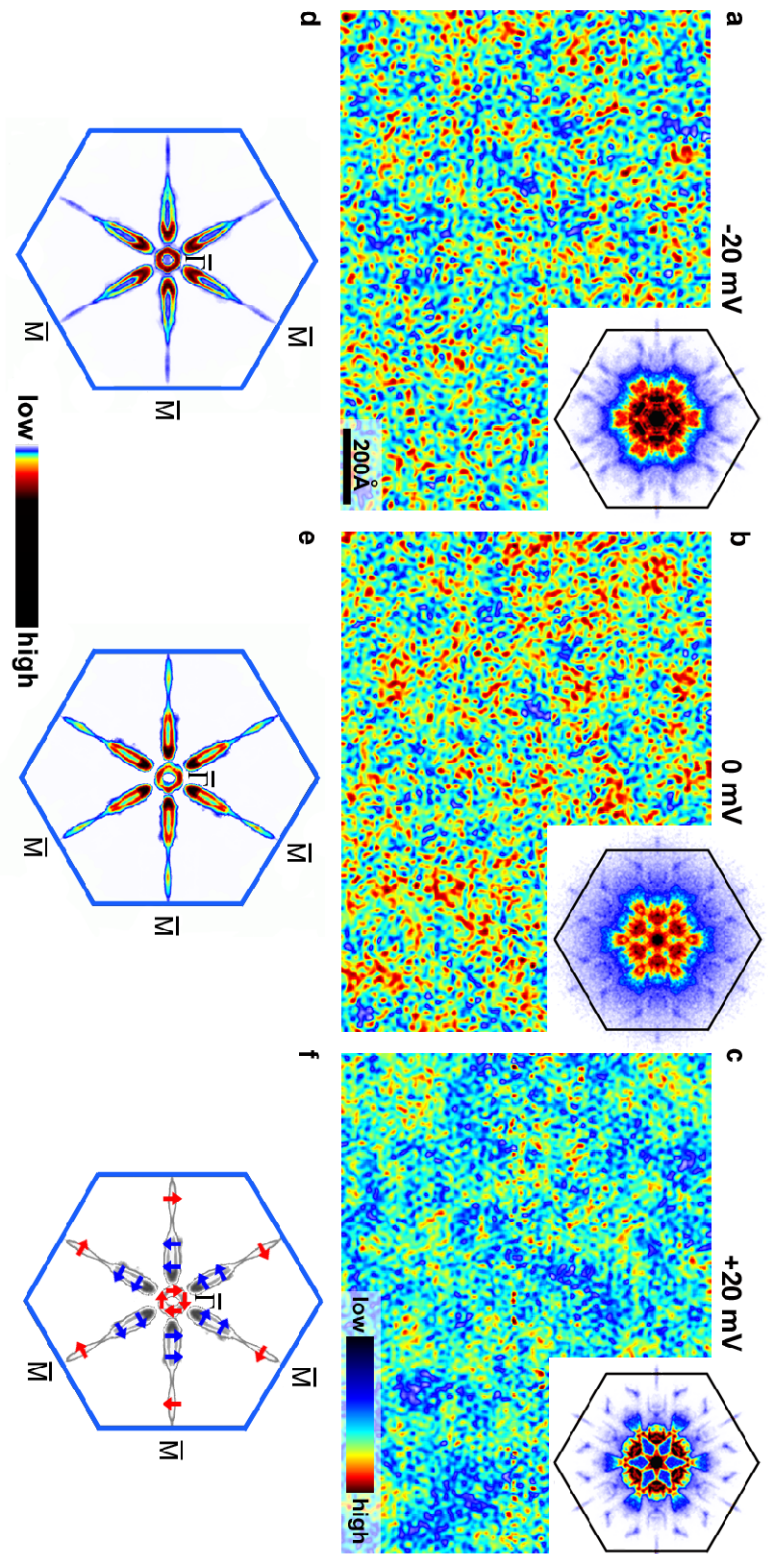 a
-20 mV
200Å
b
0 mV
c
+20 mV
low
high
d
Γ̅
M̅
M̅
M̅
low
high
e
Γ̅
M̅
M̅
M̅
f
Γ̅
M̅
M̅
M̅